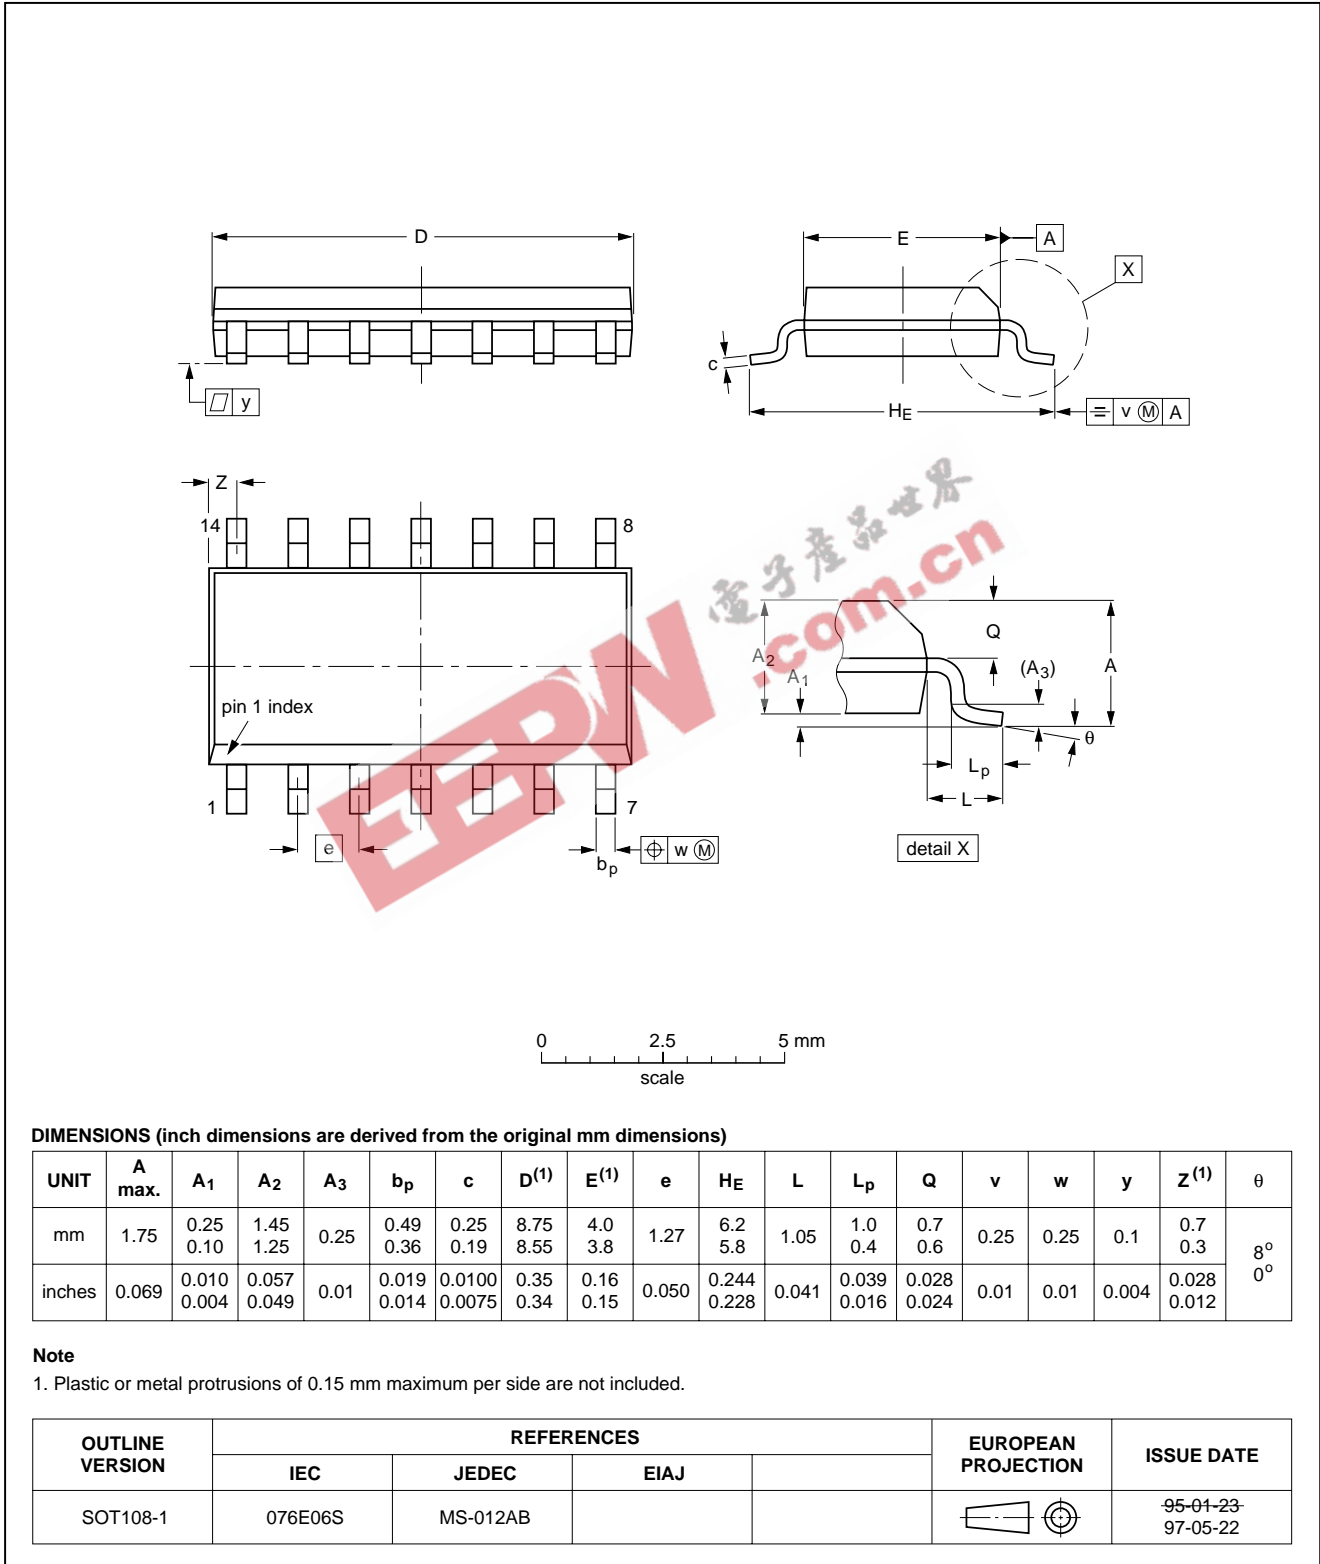 D
E
A
X
c
y
HE
v M A
Z
14
8
電子產品世界
.com.cn
EEPW
pin 1 index
1
7
e
bp
w M
A2
A1
Q
(A3)
A
θ
Lp
L
detail X
0 2.5 5 mm
scale
DIMENSIONS (inch dimensions are derived from the original mm dimensions)
UNIT A max. A1 A2 A3 bp c D(1) E(1) e HE L Lp Q v w y Z(1) θ
mm 1.75 0.25 0.10 1.45 1.25 0.25 0.49 0.36 0.25 0.19 8.75 8.55 4.0 3.8 1.27 6.2 5.8 1.05 1.0 0.4 0.7 0.6 0.25 0.25 0.1 0.7 0.3 8° 0°
inches 0.069 0.010 0.004 0.057 0.049 0.01 0.019 0.014 0.0100 0.0075 0.35 0.34 0.16 0.15 0.050 0.244 0.228 0.041 0.039 0.016 0.028 0.024 0.01 0.01 0.004 0.028 0.012
Note
1. Plastic or metal protrusions of 0.15 mm maximum per side are not included.
OUTLINE VERSION REFERENCES EUROPEAN PROJECTION ISSUE DATE
IEC JEDEC EIAJ
SOT108-1 076E06S MS-012AB 95-01-23
97-05-22